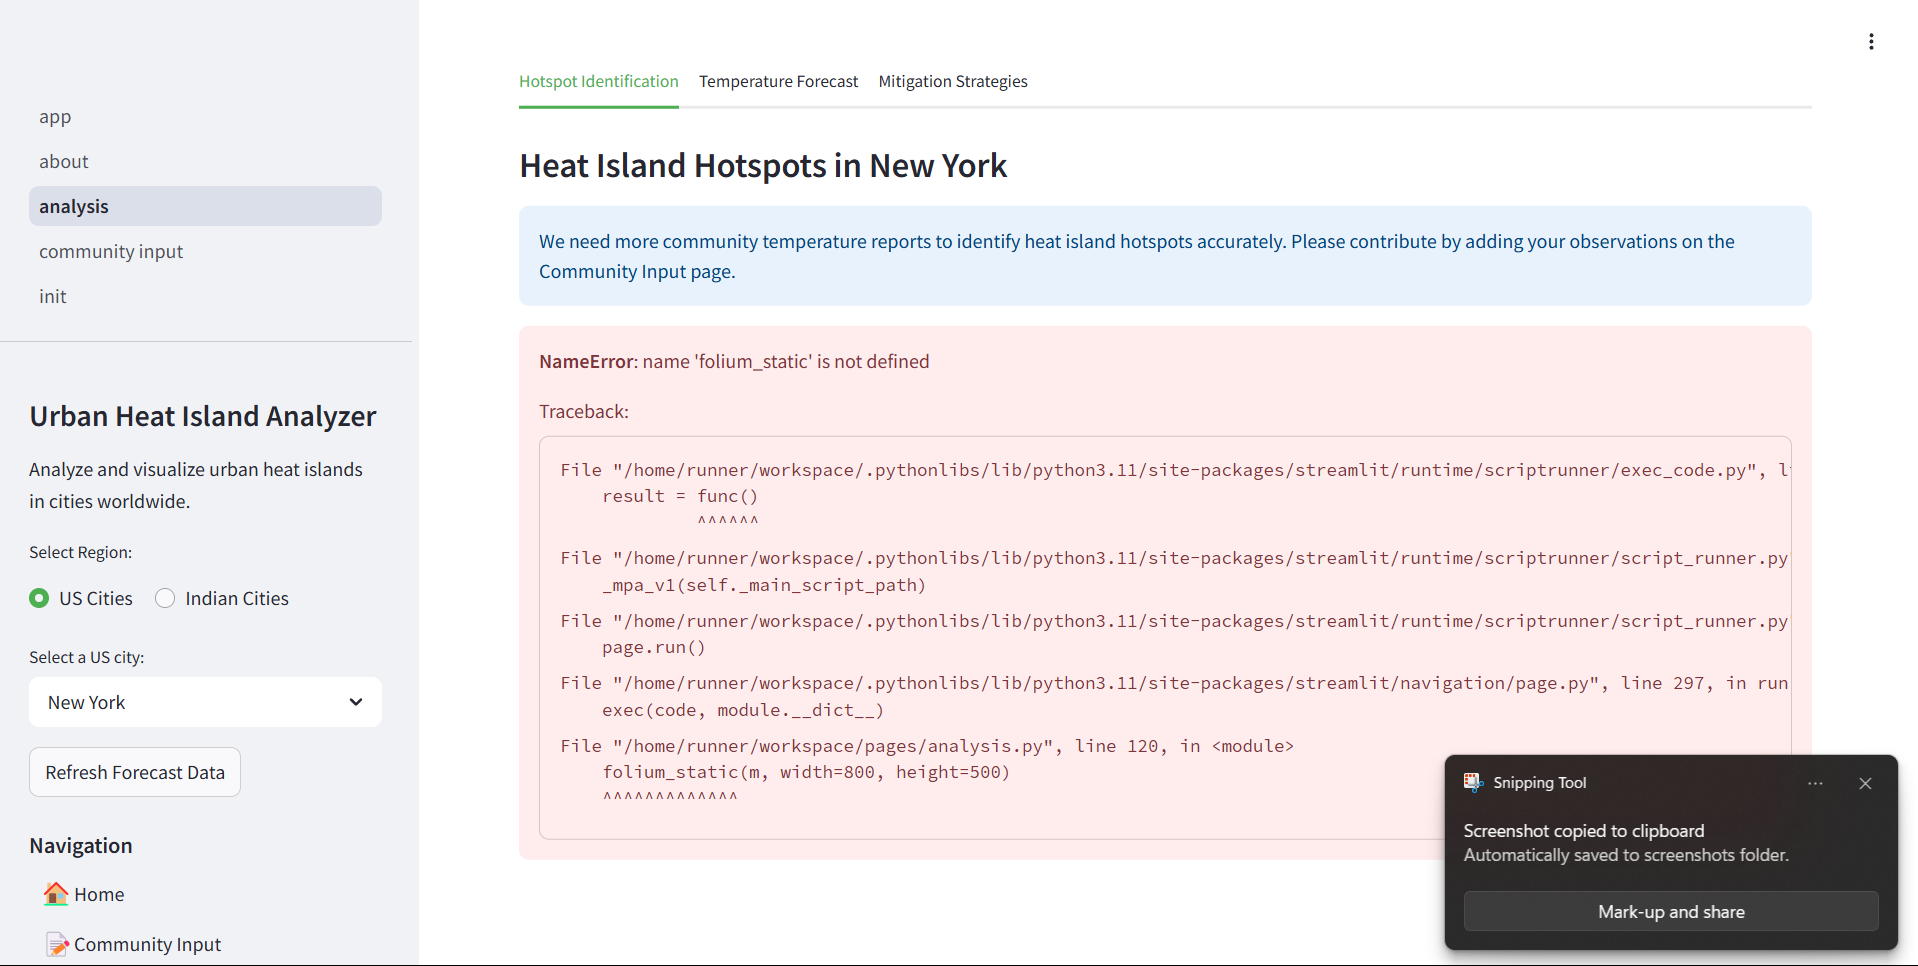 app
about
analysis
community input
init
Urban Heat Island Analyzer
Analyze and visualize urban heat islands
in cities worldwide.
Select Region:
US Cities
Indian Cities
Select a US city:
New York
Refresh Forecast Data
Navigation
Home
Community Input
Hotspot Identification
Temperature Forecast
Mitigation Strategies
Heat Island Hotspots in New York
We need more community temperature reports to identify heat island hotspots accurately. Please contribute by adding your observations on the
Community Input page.
NameError: name 'folium_static' is not defined
Traceback:
File "/home/runner/workspace/.pythonlibs/lib/python3.11/site-packages/streamlit/runtime/scriptrunner/exec_code.py",
result = func()
^^^^^^
File "/home/runner/workspace/.pythonlibs/lib/python3.11/site-packages/streamlit/runtime/scriptrunner/script_runner.py
_mpa_v1(self._main_script_path)
File "/home/runner/workspace/.pythonlibs/lib/python3.11/site-packages/streamlit/runtime/scriptrunner/script_runner.py
page.run()
File "/home/runner/workspace/.pythonlibs/lib/python3.11/site-packages/streamlit/navigation/page.py", line 297, in run
exec(code, module.__dict__)
File "/home/runner/workspace/pages/analysis.py", line 120, in <module>
folium_static(m, width=800, height=500)
^^^^^^^^^^^^^
Snipping Tool
Screenshot copied to clipboard
Automatically saved to screenshots folder.
Mark-up and share